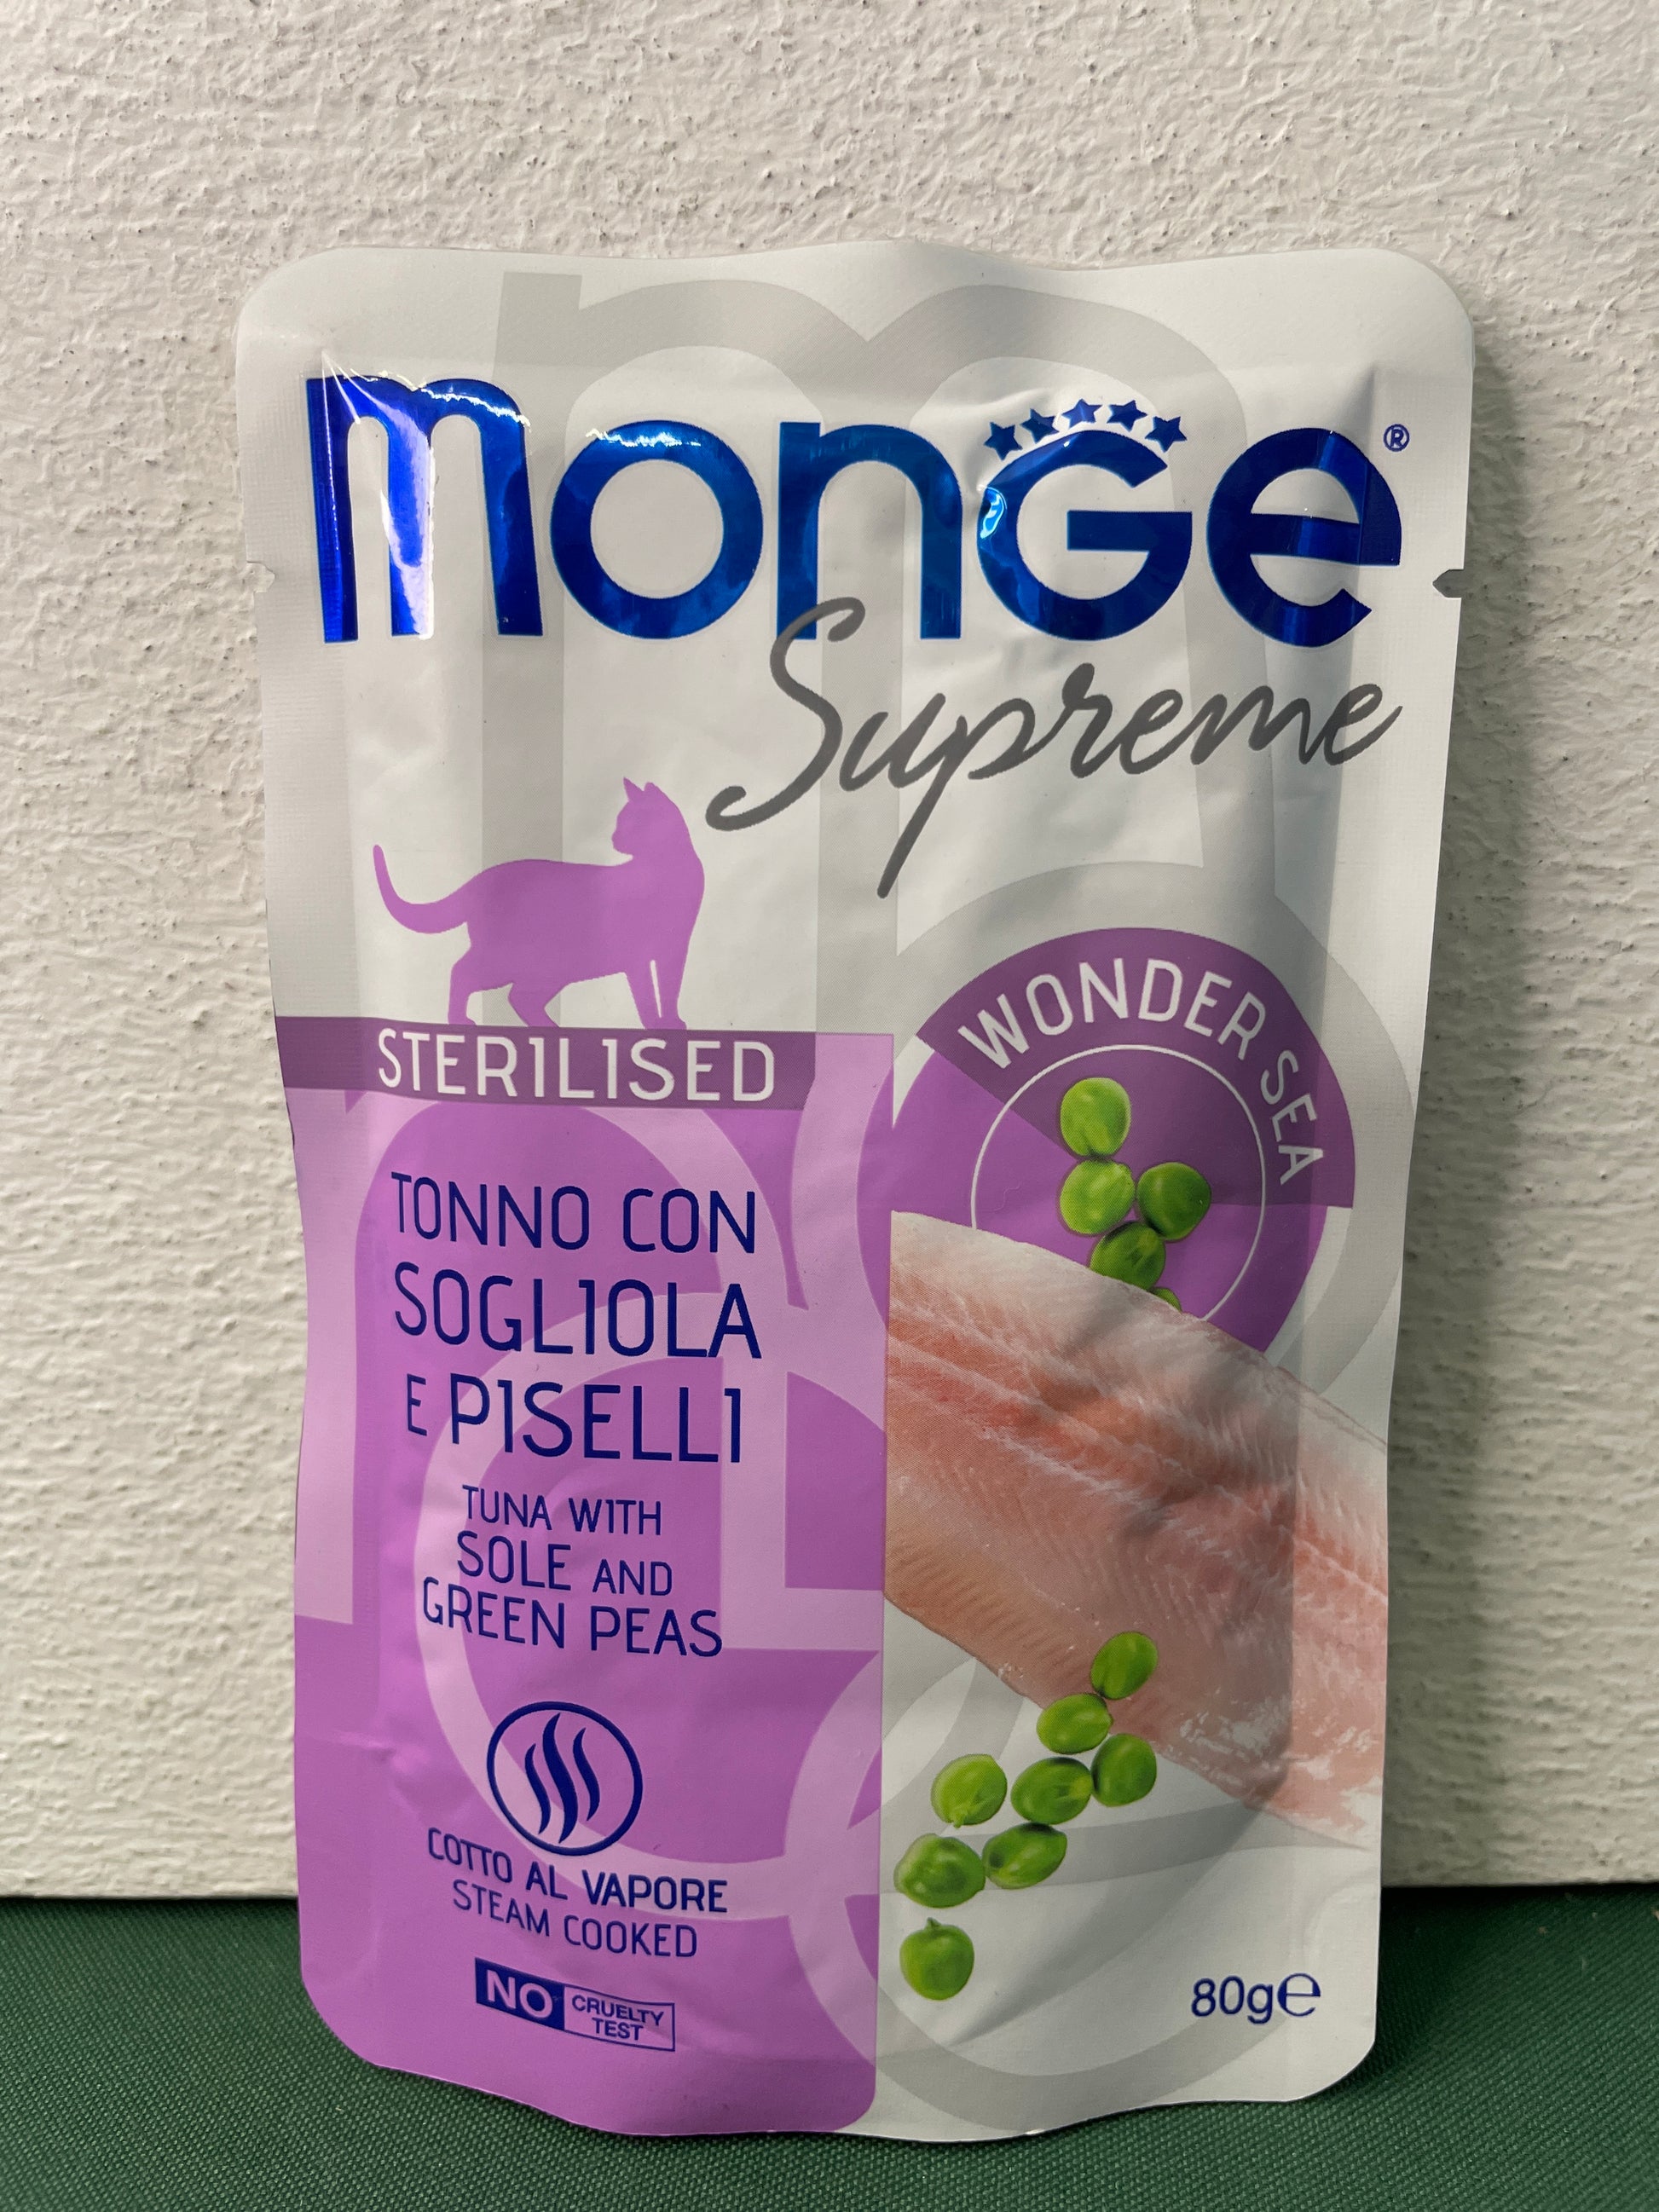 monGe®
Supreme
STERILISED
WONDER SEA
TONNO CON
SOGLIOLA
E PISELLI
TUNA WITH
SOLE AND
GREEN PEAS
COTTO AL VAPORE
STEAM COOKED
NO CRUELTY
TEST
80g℮